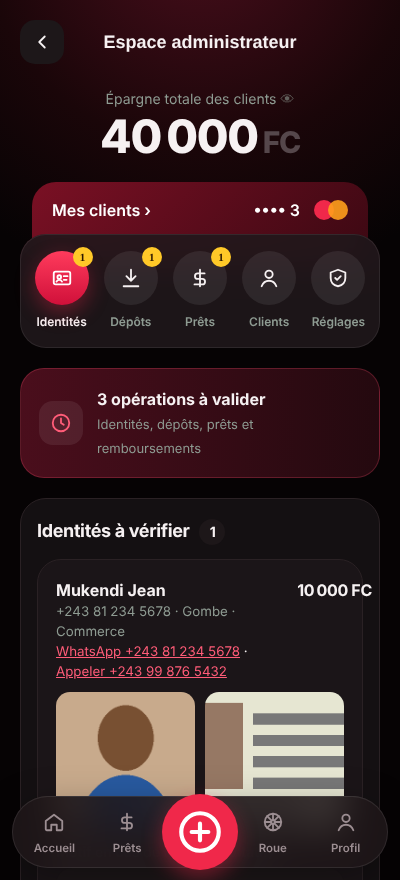 Espace administrateur
Épargne totale des clients
40 000 FC
Mes clients ›
•••• 3
1
1
1
Identités
Dépôts
Prêts
Clients
Réglages
3 opérations à valider
Identités, dépôts, prêts et
remboursements
Identités à vérifier 1
Mukendi Jean
10 000 FC
+243 81 234 5678 · Gombe ·
Commerce
WhatsApp +243 81 234 5678 ·
Appeler +243 99 876 5432
Accueil
Prêts
Roue
Profil